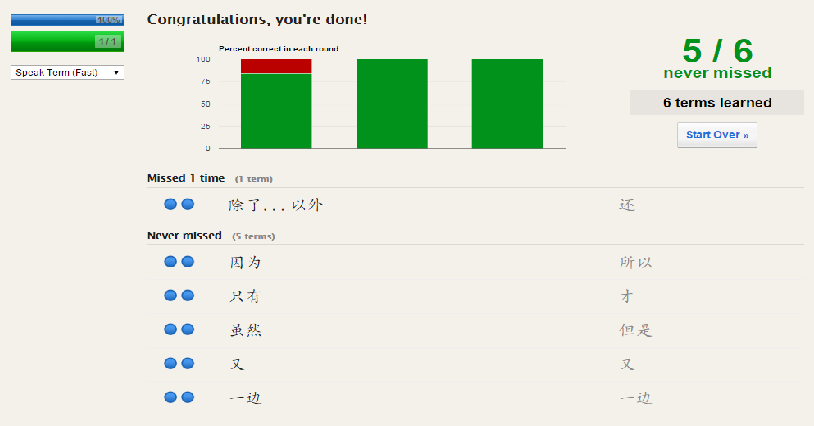 100%
1 / 1
Speak Term (Fast)
Congratulations, you're done!
Percent correct in each round
100
75
50
25
0
5 / 6
never missed
6 terms learned
Start Over »
Missed 1 time (1 term)
除了...以外 还
Never missed (5 terms)
因为 所以
只有 才
虽然 但是
又 又
一边 一边